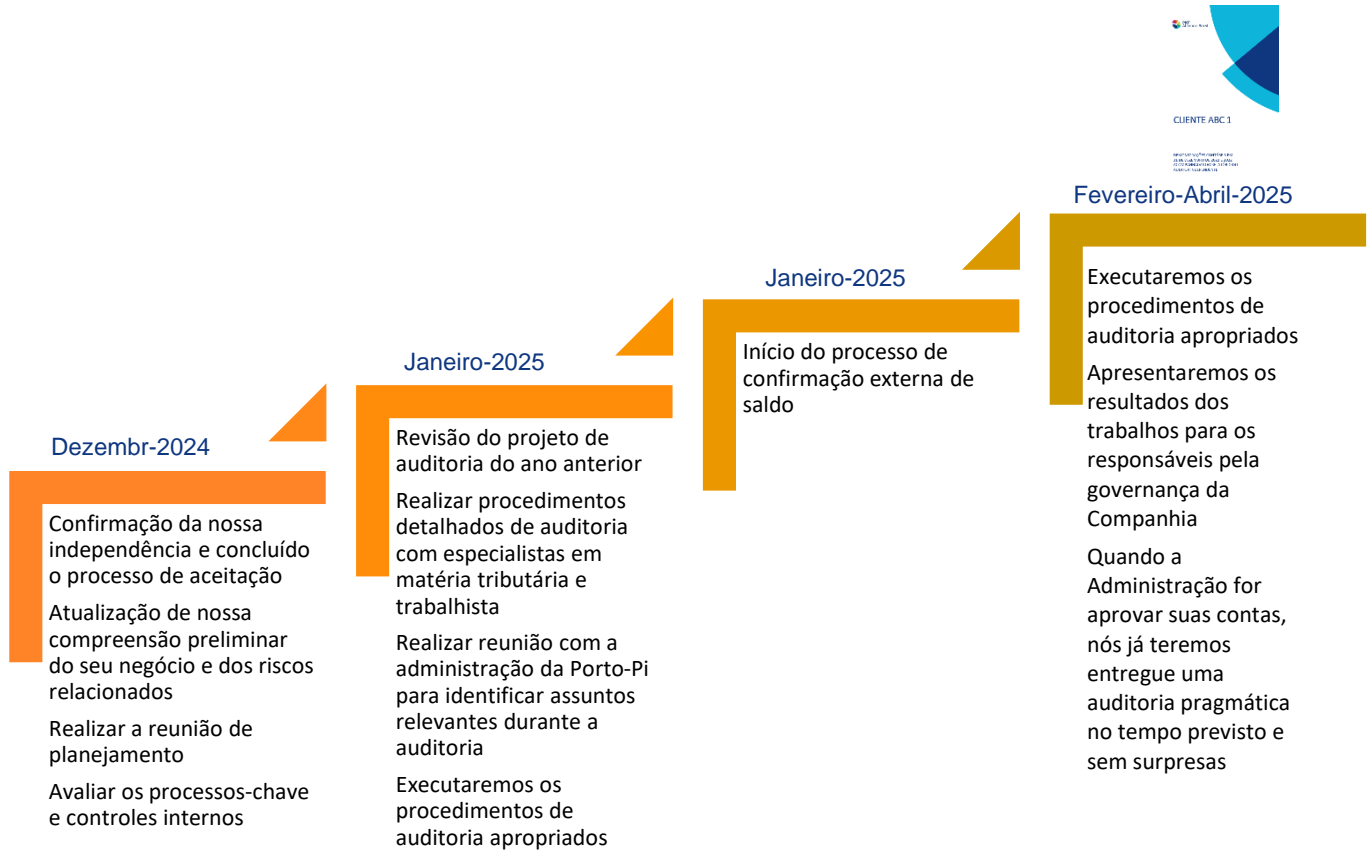 CLIENTE ABC 1
Fevereiro-Abril-2025
Executaremos os
procedimentos de
auditoria apropriados
Apresentaremos os
resultados dos
trabalhos para os
responsáveis pela
governança da
Companhia
Quando a
Administração for
aprovar suas contas,
nós já teremos
entregue uma
auditoria pragmática
no tempo previsto e
sem surpresas
Janeiro-2025
Início do processo de
confirmação externa de
saldo
Janeiro-2025
Revisão do projeto de
auditoria do ano anterior
Realizar procedimentos
detalhados de auditoria
com especialistas em
matéria tributária e
trabalhista
Realizar reunião com a
administração da Porto-Pi
para identificar assuntos
relevantes durante a
auditoria
Executaremos os
procedimentos de
auditoria apropriados
Dezembr-2024
Confirmação da nossa
independência e concluído
o processo de aceitação
Atualização de nossa
compreensão preliminar
do seu negócio e dos riscos
relacionados
Realizar a reunião de
planejamento
Avaliar os processos-chave
e controles internos